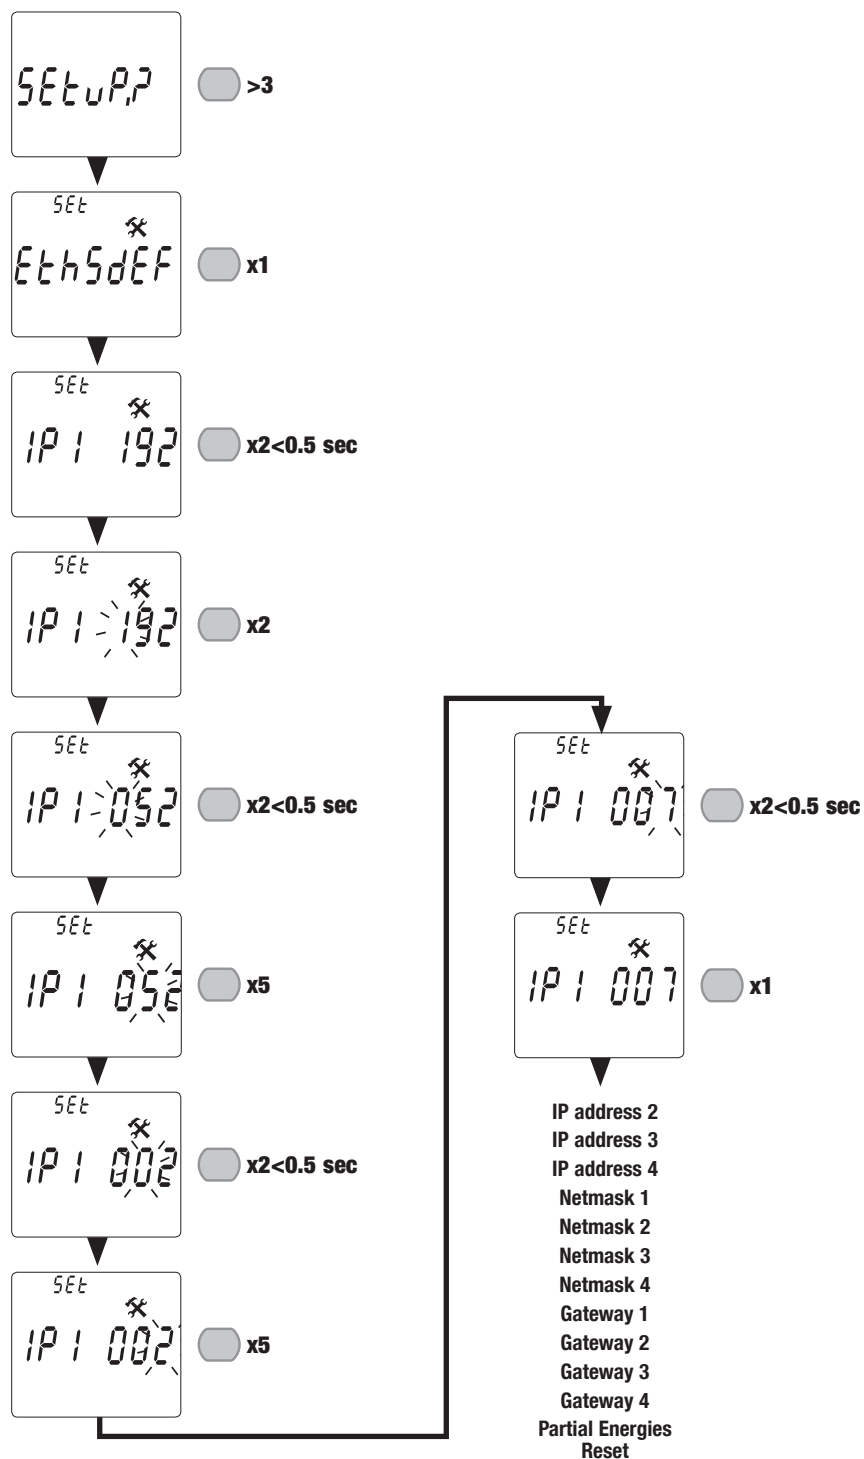 SEtuP,?
>3
SEt
EthSdEF
x1
SEt
IP1 192
x2<0.5 sec
SEt
IP1 192
x2
SEt
IP1 052
x2<0.5 sec
SEt
IP1 052
x5
SEt
IP1 002
x2<0.5 sec
SEt
IP1 002
x5
SEt
IP1 007
x2<0.5 sec
SEt
IP1 007
x1
IP address 2
IP address 3
IP address 4
Netmask 1
Netmask 2
Netmask 3
Netmask 4
Gateway 1
Gateway 2
Gateway 3
Gateway 4
Partial Energies
Reset